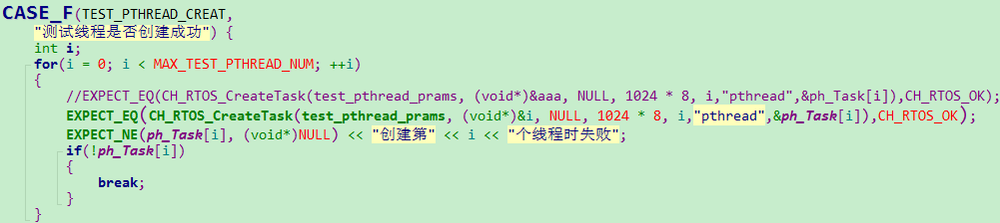 CASE_F(TEST_PTHREAD_CREAT,
"测试线程是否创建成功") {
int i;
for(i = 0; i < MAX_TEST_PTHREAD_NUM; ++i)
{
//EXPECT_EQ(CH_RTOS_CreateTask(test_pthread_prams, (void*)&aaa, NULL, 1024 * 8, i,"pthread",&ph_Task[i]),CH_RTOS_OK);
EXPECT_EQ(CH_RTOS_CreateTask(test_pthread_prams, (void*)&i, NULL, 1024 * 8, i,"pthread",&ph_Task[i]),CH_RTOS_OK);
EXPECT_NE(ph_Task[i], (void*)NULL) << "创建第" << i << "个线程时失败";
if(!ph_Task[i])
{
break;
}
}